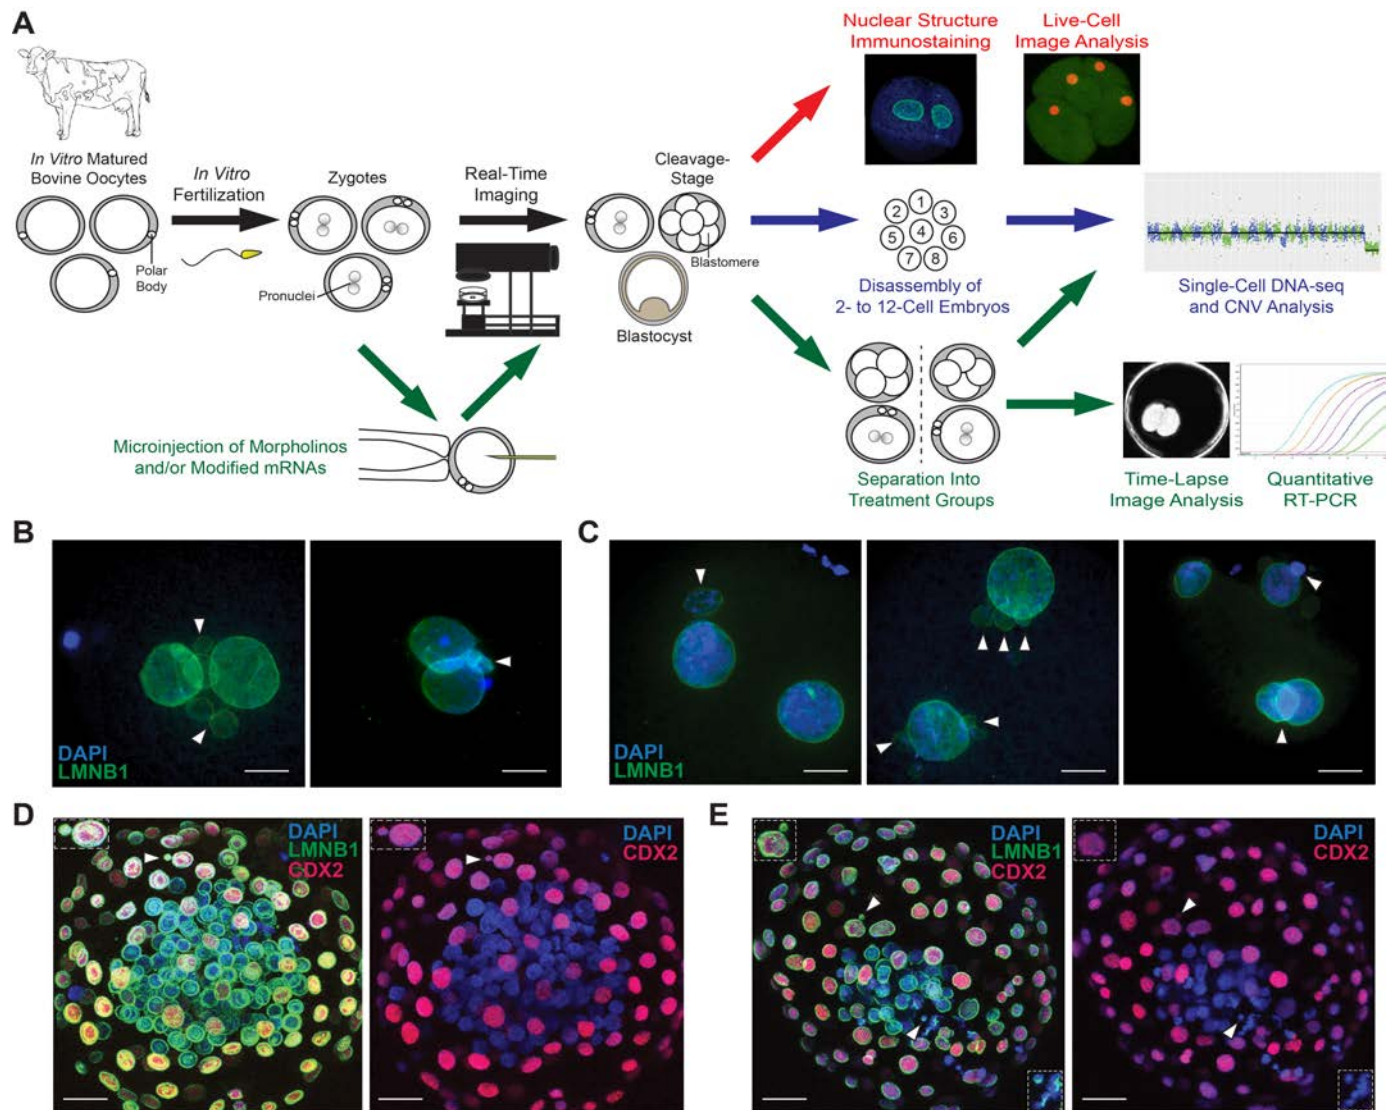 A
In Vitro Matured
Bovine Oocytes
Polar
Body
In Vitro
Fertilization
Zygotes
Pronuclei
Real-Time
Imaging
Cleavage-
Stage
Blastomere
Blastocyst
Nuclear Structure
Immunostaining
Live-Cell
Image Analysis
1
2
3
4
5
6
7
8
Disassembly of
2- to 12-Cell Embryos
Single-Cell DNA-seq
and CNV Analysis
Microinjection of Morpholinos
and/or Modified mRNAs
Separation Into
Treatment Groups
Time-Lapse
Image Analysis
Quantitative
RT-PCR
B
DAPI
LMNB1
C
DAPI
LMNB1
D
DAPI
LMNB1
CDX2
DAPI
CDX2
E
DAPI
LMNB1
CDX2
DAPI
CDX2